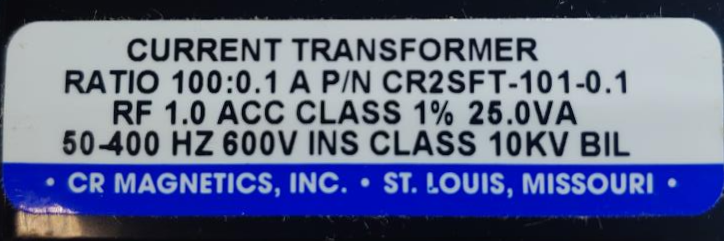 CURRENT TRANSFORMER
RATIO 100:0.1 A P/N CR2SFT-101-0.1
RF 1.0 ACC CLASS 1% 25.0VA
50-400 HZ 600V INS CLASS 10KV BIL
• CR MAGNETICS, INC. • ST. LOUIS, MISSOURI •